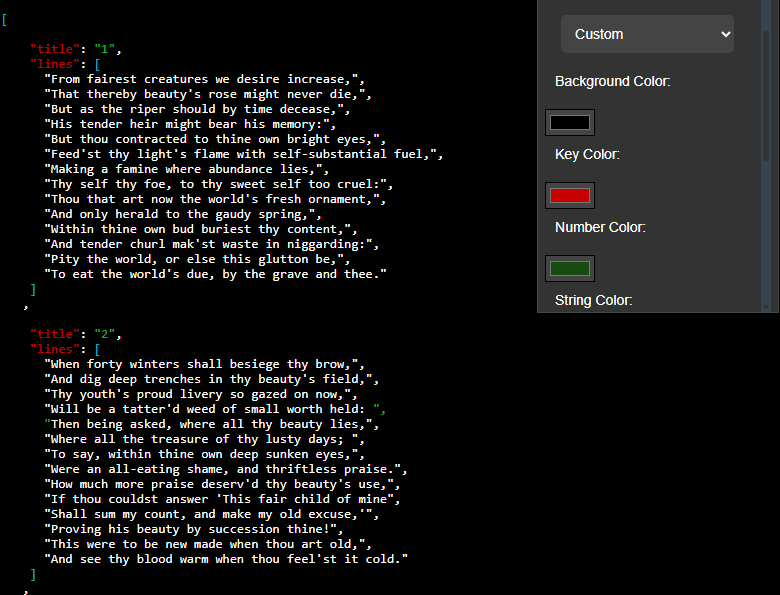 [
"title": "1",
"lines": [
"From fairest creatures we desire increase,",
"That thereby beauty's rose might never die,",
"But as the riper should by time decease,",
"His tender heir might bear his memory:",
"But thou contracted to thine own bright eyes,",
"Feed'st thy light's flame with self-substantial fuel,",
"Making a famine where abundance lies,",
"Thy self thy foe, to thy sweet self too cruel:",
"Thou that art now the world's fresh ornament,",
"And only herald to the gaudy spring,",
"Within thine own bud buriest thy content,",
"And tender churl mak'st waste in niggarding:",
"Pity the world, or else this glutton be,",
"To eat the world's due, by the grave and thee."
]
,
"title": "2",
"lines": [
"When forty winters shall besiege thy brow,",
"And dig deep trenches in thy beauty's field,",
"Thy youth's proud livery so gazed on now,",
"Will be a tatter'd weed of small worth held: ",
"Then being asked, where all thy beauty lies,",
"Where all the treasure of thy lusty days; ",
"To say, within thine own deep sunken eyes,",
"Were an all-eating shame, and thriftless praise.",
"How much more praise deserv'd thy beauty's use,",
"If thou couldst answer 'This fair child of mine",
"Shall sum my count, and make my old excuse,'",
"Proving his beauty by succession thine!",
"This were to be new made when thou art old,",
"And see thy blood warm when thou feel'st it cold."
]
,
Custom
Background Color:
Key Color:
Number Color:
String Color: